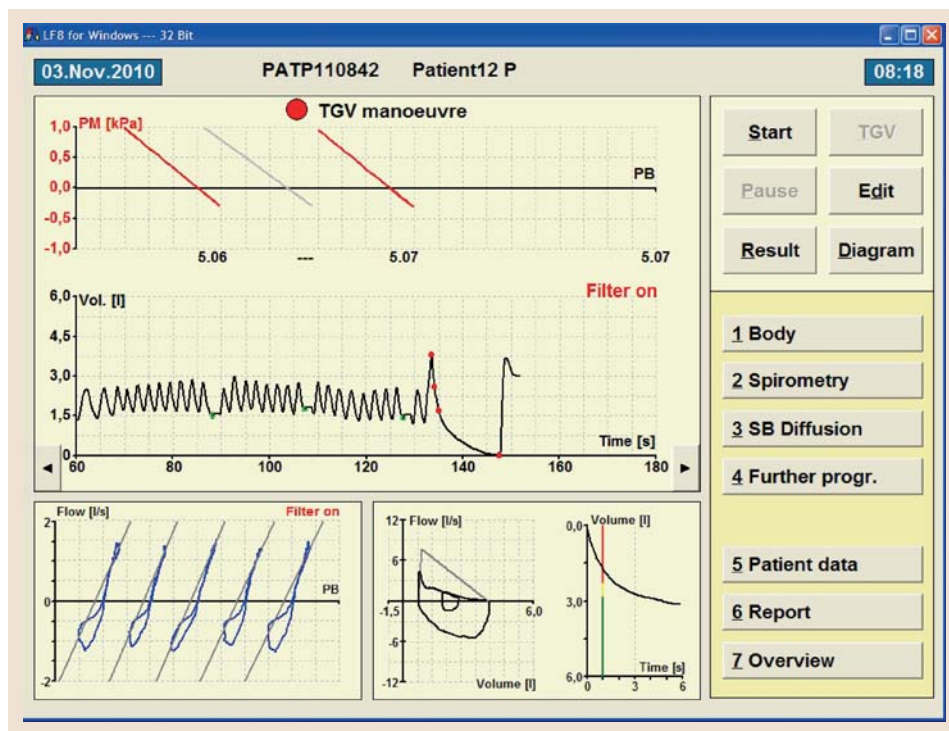 LF8 for Windows --- 32 Bit
03.Nov.2010 PATP110842 Patient12 P 08:18
TGV manoeuvre
PM [kPa]
1,0
0,5
0,0
-0,5
-1,0
PB
5.06 --- 5.07 5.07
Filter on
Vol. [l]
6,0
4,5
3,0
1,5
0
Time [s]
60 80 100 120 140 160 180
Start TGV
Pause Edit
Result Diagram
1 Body
2 Spirometry
3 SB Diffusion
4 Further progr.
5 Patient data
6 Report
7 Overview
Flow [l/s] Filter on
2
0
-2
PB
Flow [l/s]
12
6
-1,5 6,0
-6
-12
Volume [l]
Volume [l]
0,0
3,0
6,0
Time [s]
0 3 6